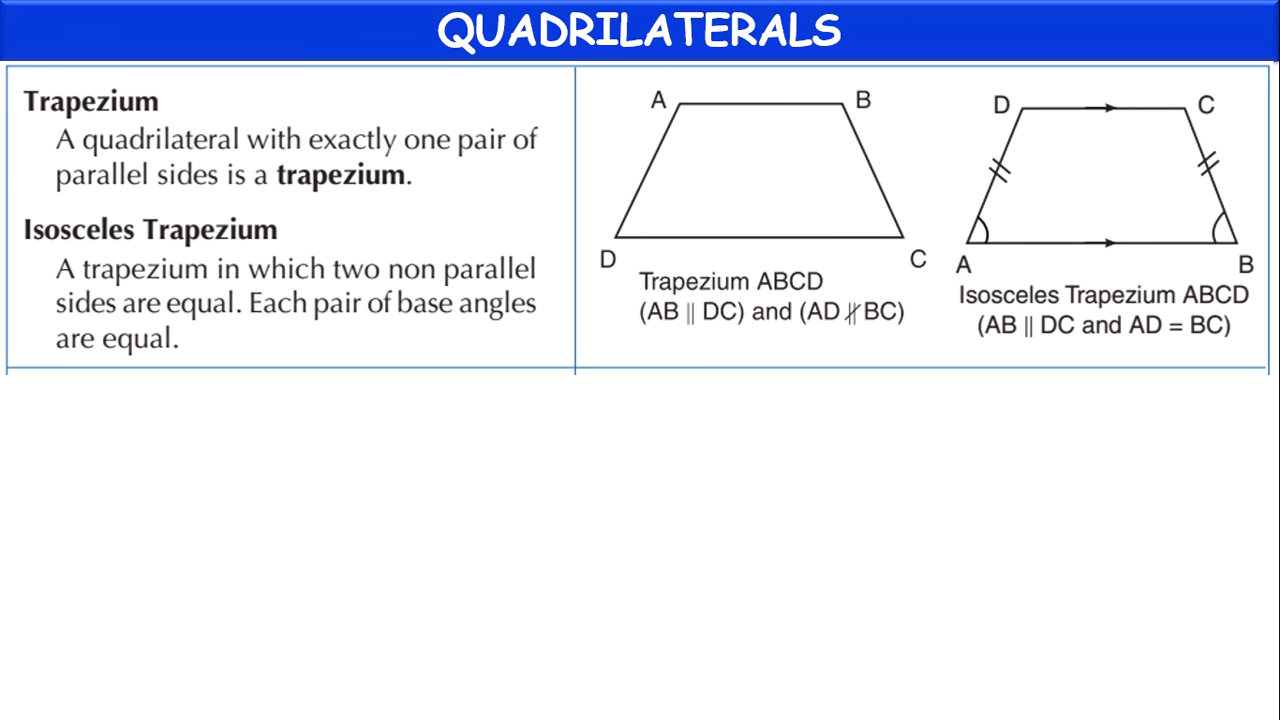 QUADRILATERALS
Trapezium
A quadrilateral with exactly one pair of
parallel sides is a trapezium.
Isosceles Trapezium
A trapezium in which two non parallel
sides are equal. Each pair of base angles
are equal.
A B
D C
Trapezium ABCD
(AB || DC) and (AD ∦ BC)
D C
A B
Isosceles Trapezium ABCD
(AB || DC and AD = BC)